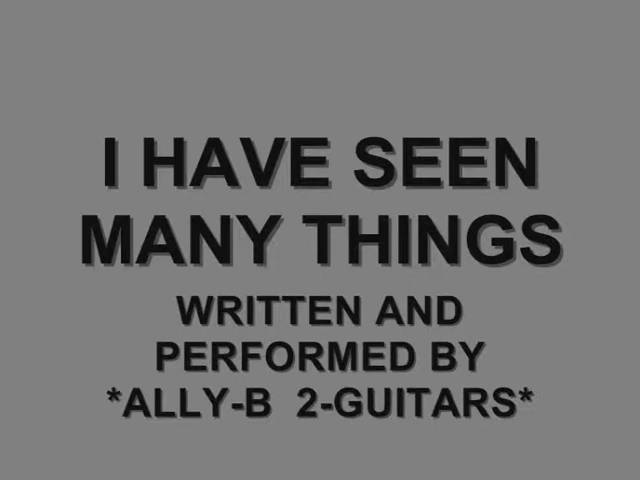 I HAVE SEEN
MANY THINGS
WRITTEN AND
PERFORMED BY
*ALLY-B  2-GUITARS*